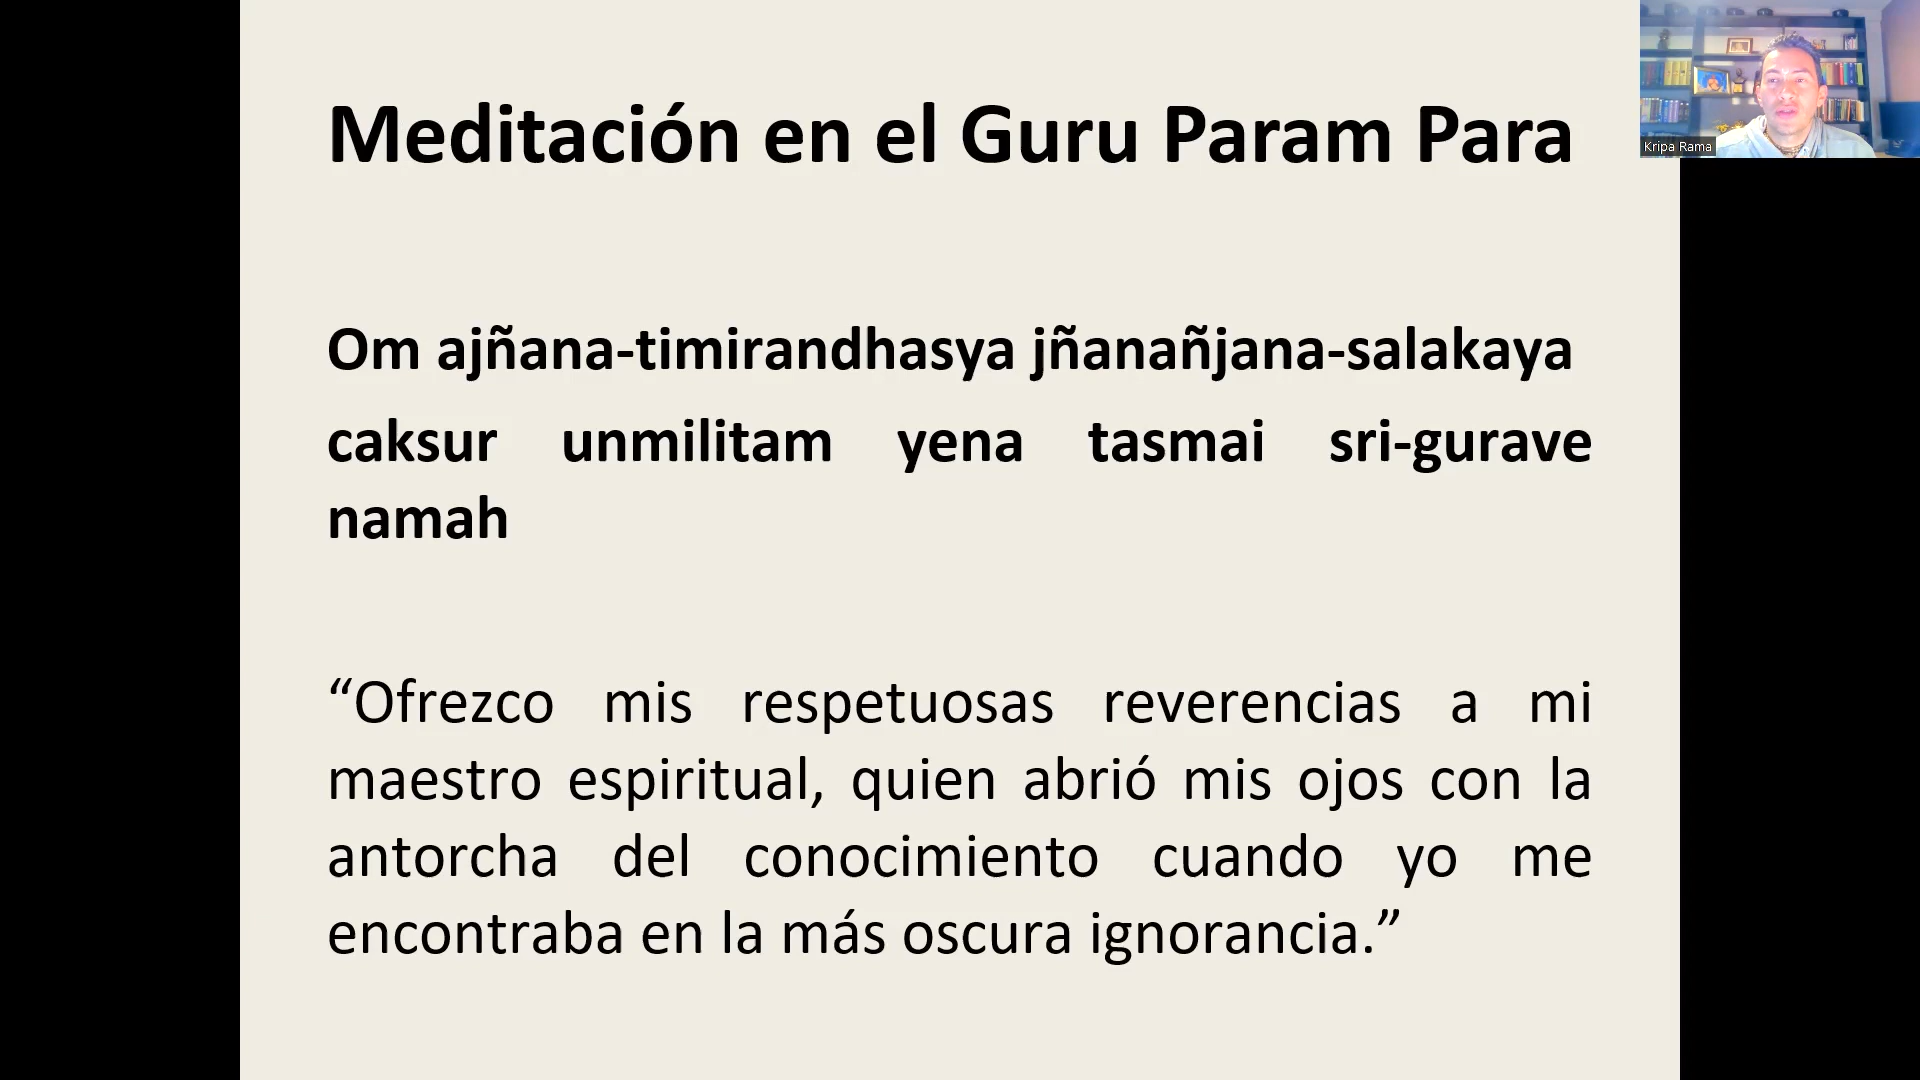 Meditación en el Guru Param Para
Kripa Rama
Om ajñana-timirandhasya jñanañjana-salakaya
caksur unmilitam yena tasmai sri-gurave
namah
“Ofrezco mis respetuosas reverencias a mi
maestro espiritual, quien abrió mis ojos con la
antorcha del conocimiento cuando yo me
encontraba en la más oscura ignorancia.”